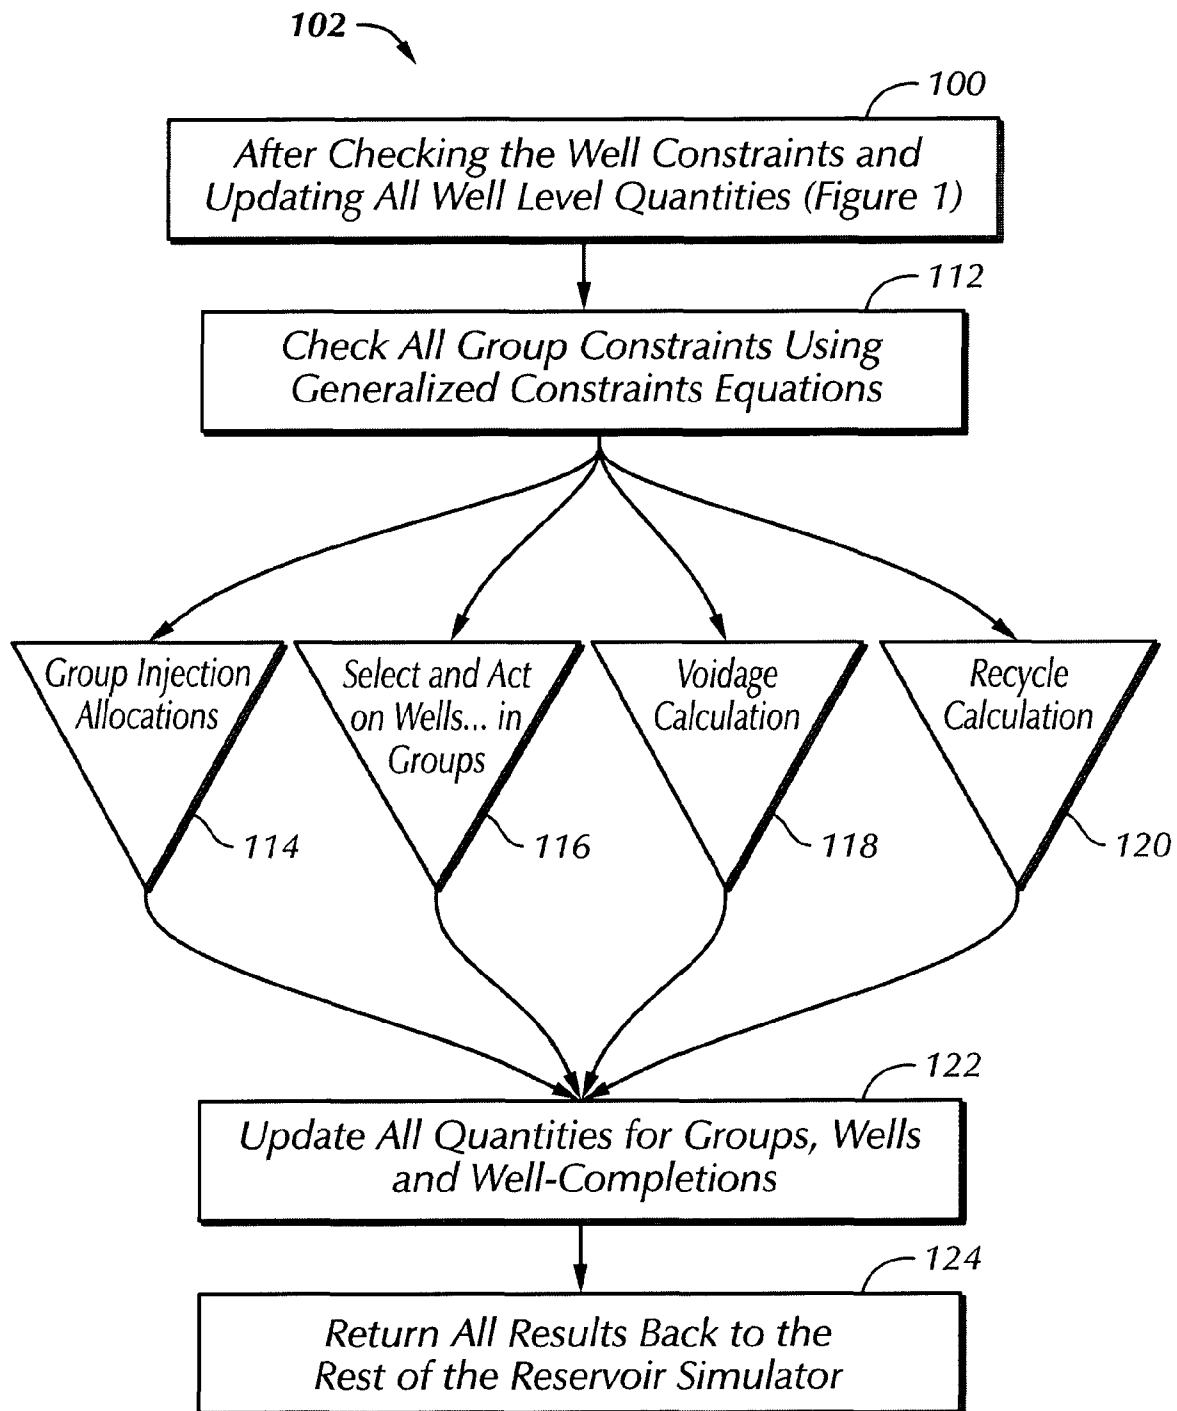 102
100
After Checking the Well Constraints and
Updating All Well Level Quantities (Figure 1)
112
Check All Group Constraints Using
Generalized Constraints Equations
Group Injection
Allocations
114
Select and Act
on Wells... in
Groups
116
Voidage
Calculation
118
Recycle
Calculation
120
122
Update All Quantities for Groups, Wells
and Well-Completions
124
Return All Results Back to the
Rest of the Reservoir Simulator